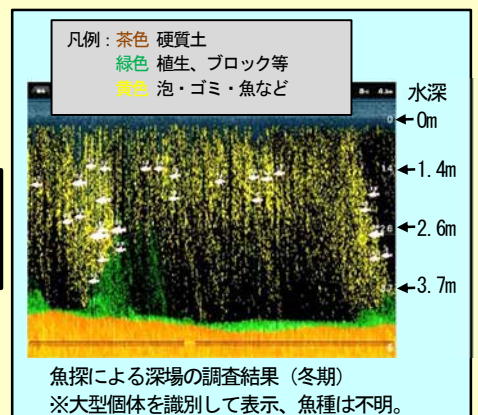 凡例：茶色 硬質土
緑色 植生、ブロック等
黄色 泡・ゴミ・魚など
水深
0m
1.4m
2.6m
3.7m
魚探による深場の調査結果（冬期）
※大型個体を識別して表示、魚種は不明。